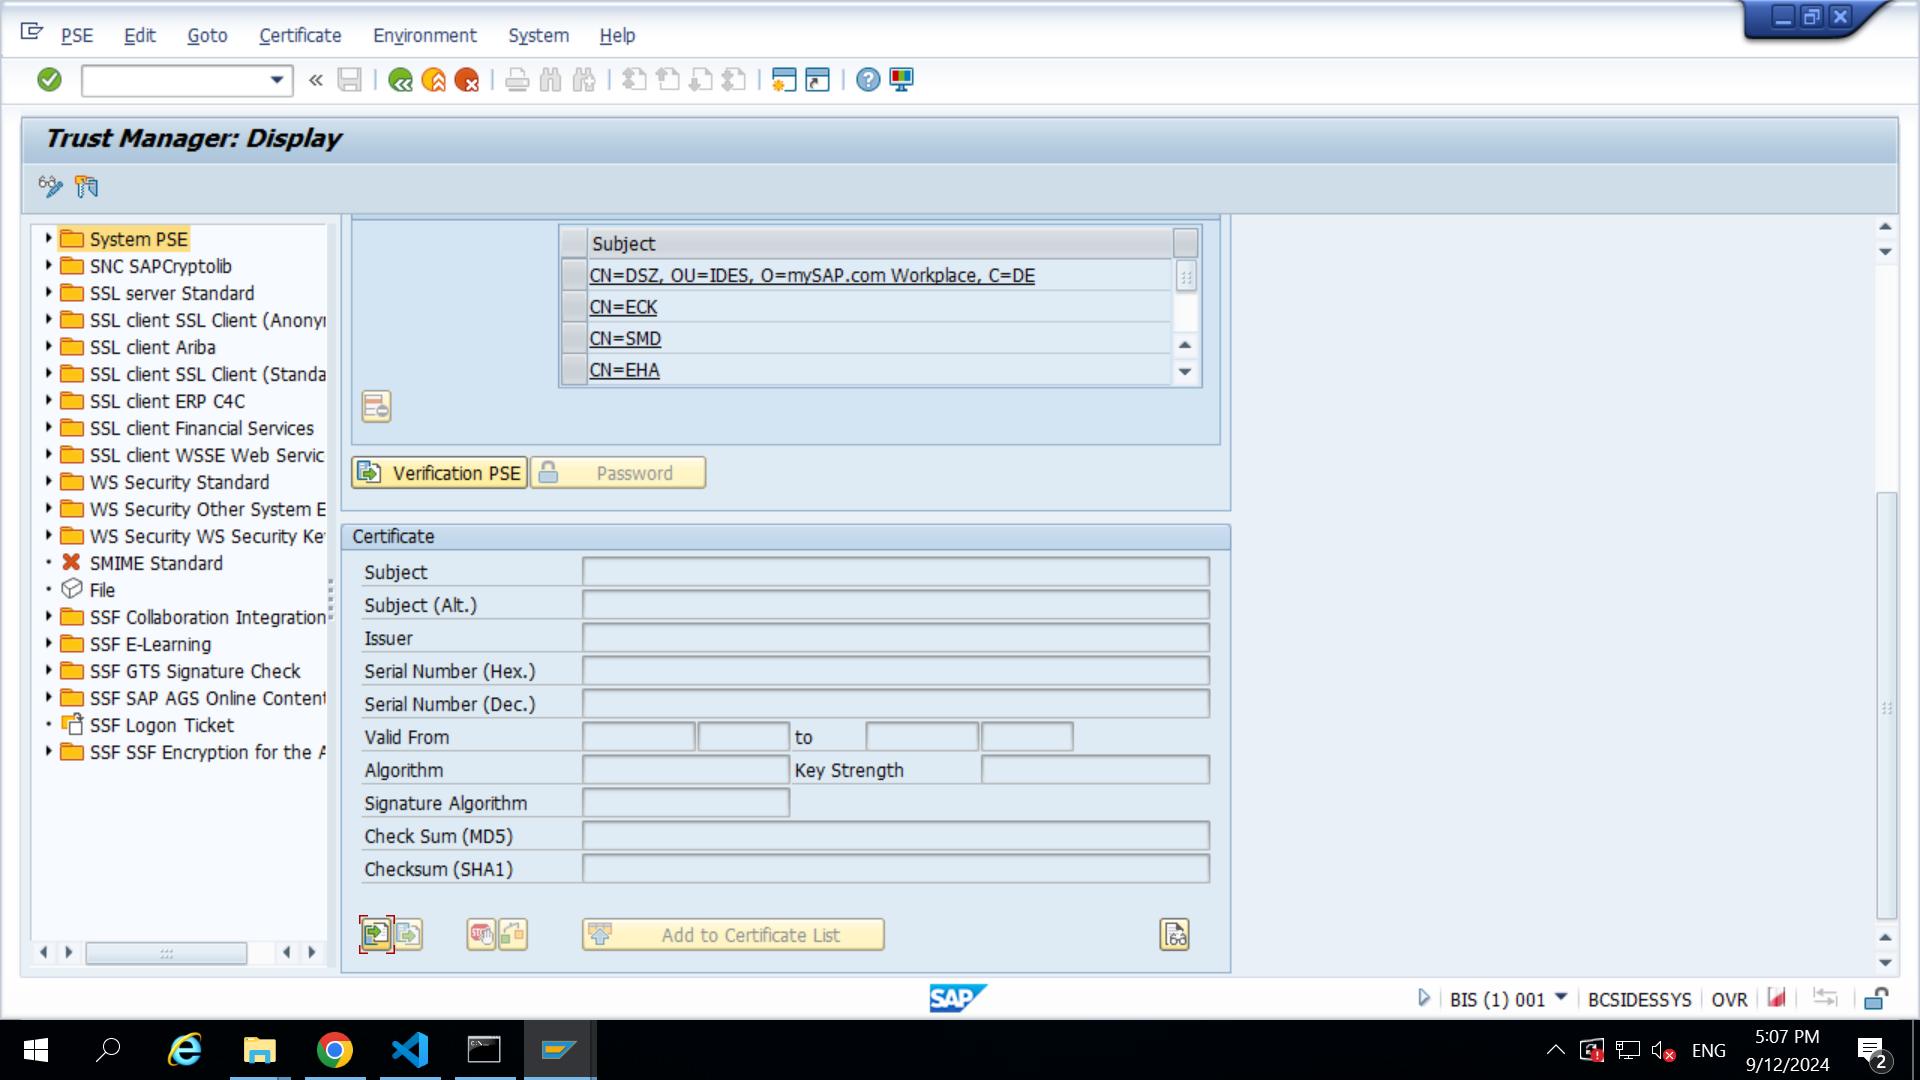 PSE Edit Goto Certificate Environment System Help
Trust Manager: Display
System PSE
SNC SAPCryptolib
SSL server Standard
SSL client SSL Client (Anony
SSL client Ariba
SSL client SSL Client (Standa
SSL client ERP C4C
SSL client Financial Services
SSL client WSSE Web Servic
WS Security Standard
WS Security Other System E
WS Security WS Security Ke
SMIME Standard
File
SSF Collaboration Integration
SSF E-Learning
SSF GTS Signature Check
SSF SAP AGS Online Content
SSF Logon Ticket
SSF SSF Encryption for the A
Subject
CN=DSZ, OU=IDES, O=mySAP.com Workplace, C=DE
CN=ECK
CN=SMD
CN=EHA
Verification PSE Password
Certificate
Subject
Subject (Alt.)
Issuer
Serial Number (Hex.)
Serial Number (Dec.)
Valid From to
Algorithm Key Strength
Signature Algorithm
Check Sum (MD5)
Checksum (SHA1)
Add to Certificate List
SAP BIS (1) 001 BCSIDESSYS OVR
ENG
5:07 PM
9/12/2024
2